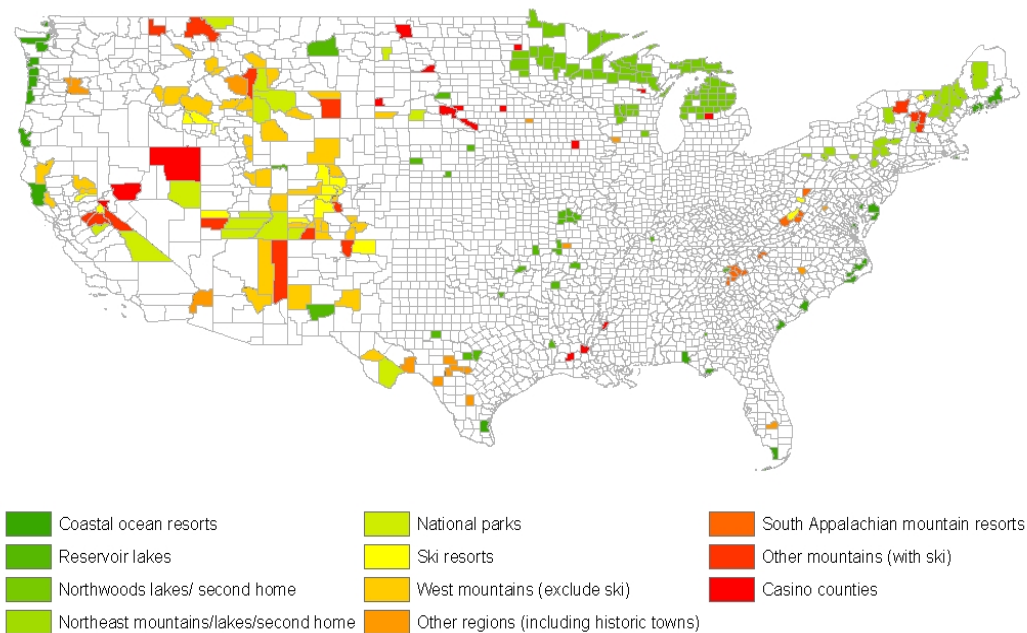 Coastal ocean resorts
Reservoir lakes
Northwoods lakes/ second home
Northeast mountains/lakes/second home
National parks
Ski resorts
West mountains (exclude ski)
Other regions (including historic towns)
South Appalachian mountain resorts
Other mountains (with ski)
Casino counties